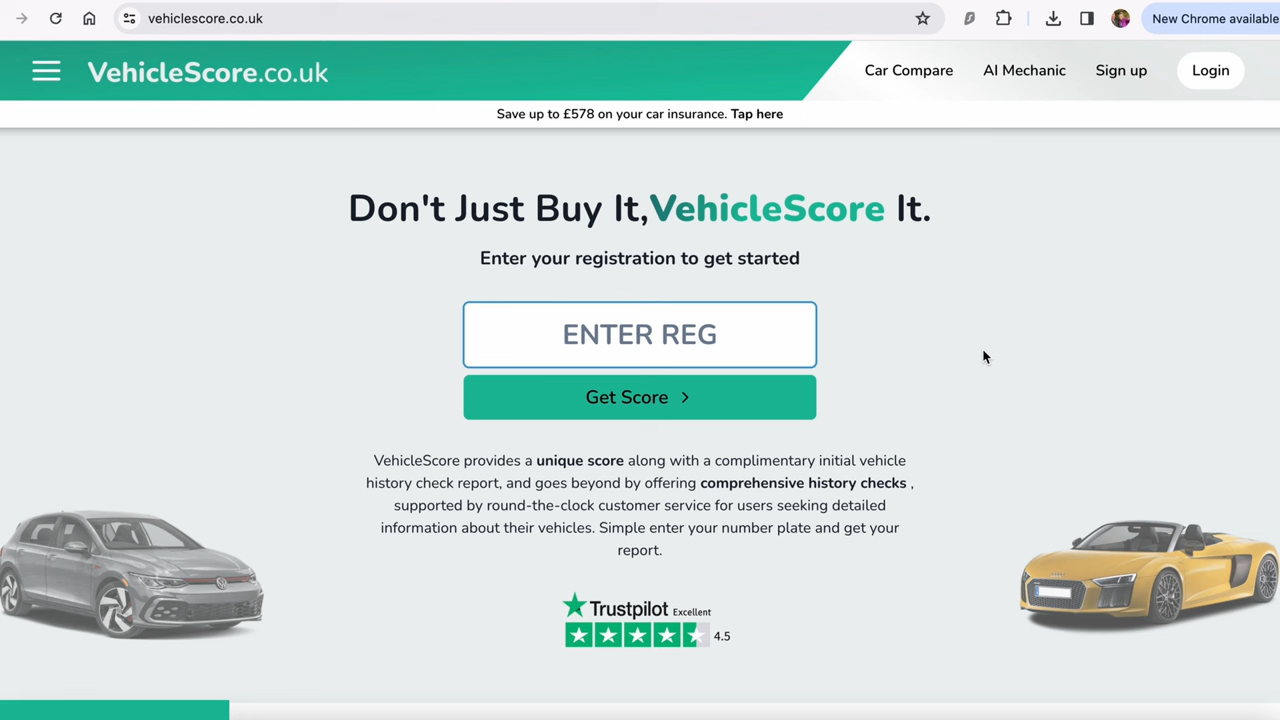 vehiclescore.co.uk
New Chrome available
VehicleScore.co.uk
Car Compare
AI Mechanic
Sign up
Login
Save up to £578 on your car insurance. Tap here
Don't Just Buy It,VehicleScore It.
Enter your registration to get started
ENTER REG
Get Score
VehicleScore provides a unique score along with a complimentary initial vehicle
history check report, and goes beyond by offering comprehensive history checks ,
supported by round-the-clock customer service for users seeking detailed
information about their vehicles. Simple enter your number plate and get your
report.
Trustpilot Excellent
4.5